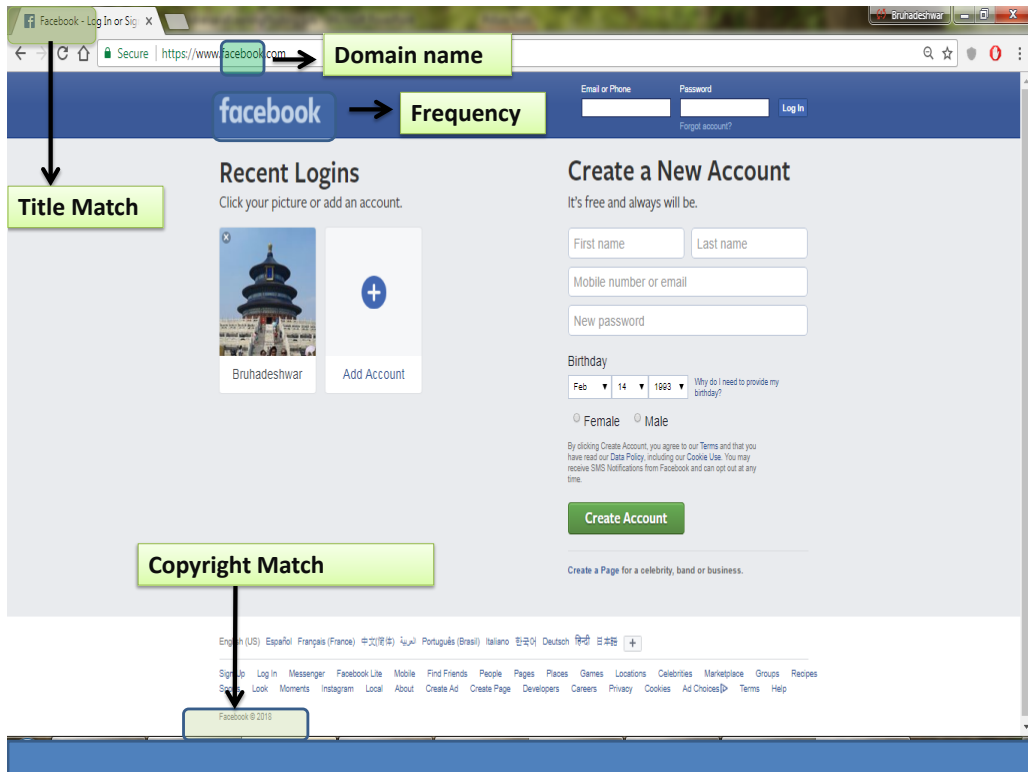 Facebook - Log In or Sig
Bruhadeshwar
Secure | https://www.facebook.com
Domain name
facebook
Frequency
Email or Phone
Password
Log In
Forgot account?
Title Match
Recent Logins
Click your picture or add an account.
Bruhadeshwar
Add Account
Create a New Account
It's free and always will be.
First name
Last name
Mobile number or email
New password
Birthday
Feb 14 1993
Why do I need to provide my
birthday?
Female Male
By clicking Create Account, you agree to our Terms and that you
have read our Data Policy, including our Cookie Use. You may
receive SMS Notifications from Facebook and can opt out at any
time.
Create Account
Create a Page for a celebrity, band or business.
Copyright Match
English (US) Español Français (France) 中文(简体) العربية Português (Brasil) Italiano 한국어 Deutsch हिन्दी 日本語
Sign Up Log In Messenger Facebook Lite Mobile Find Friends People Pages Places Games Locations Celebrities Marketplace Groups Recipes
Sports Look Moments Instagram Local About Create Ad Create Page Developers Careers Privacy Cookies Ad Choices Terms Help
Facebook © 2018